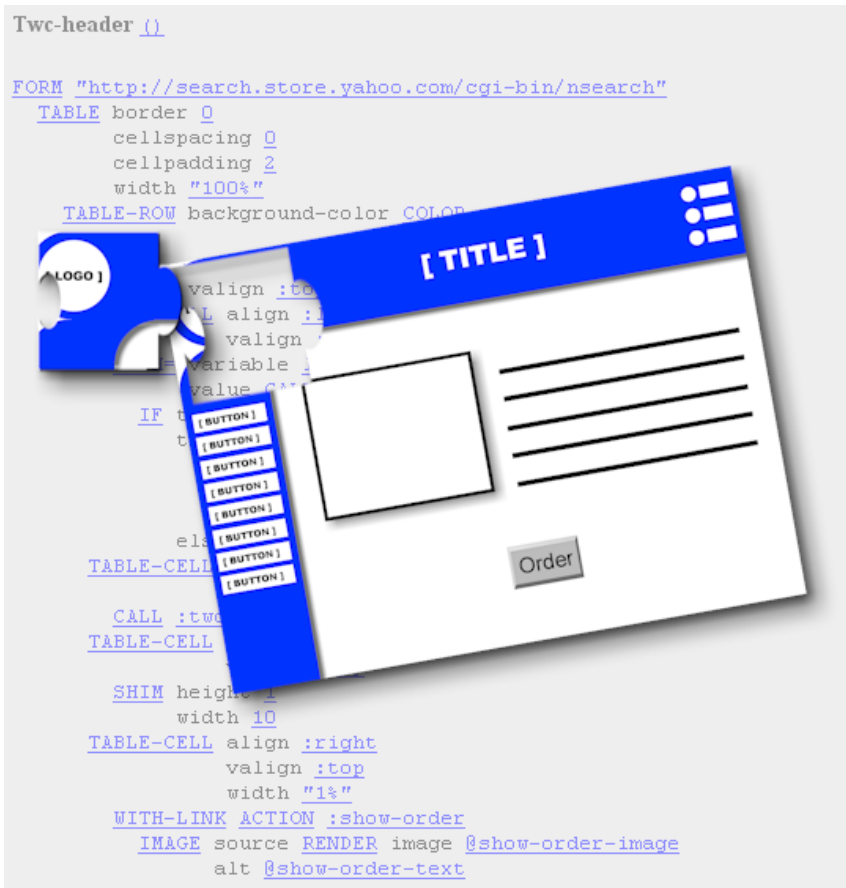 Twc-header ()
FORM "http://search.store.yahoo.com/cgi-bin/nsearch"
TABLE border 0
cellspacing 0
cellpadding 2
width "100%"
TABLE-ROW background-color COLOR
LOGO ]
[ TITLE ]
valign
align
valign
variable
value
IF
[ BUTTON ]
[ BUTTON ]
[ BUTTON ]
[ BUTTON ]
[ BUTTON ]
[ BUTTON ]
[ BUTTON ]
[ BUTTON ]
Order
TABLE-CELL
CALL
TABLE-CELL
SHIM height 1
width 10
TABLE-CELL align :right
valign :top
width "1%"
WITH-LINK ACTION :show-order
IMAGE source RENDER image @show-order-image
alt @show-order-text